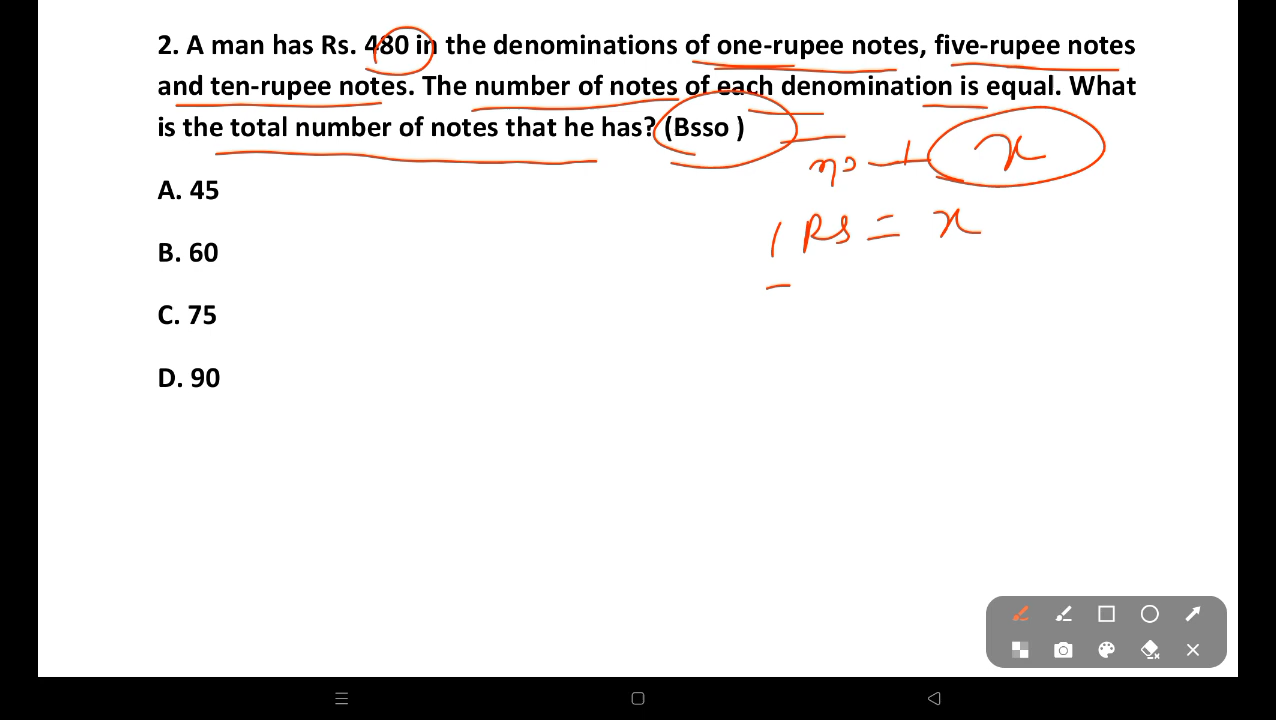 2. A man has Rs. 480 in the denominations of one-rupee notes, five-rupee notes
and ten-rupee notes. The number of notes of each denomination is equal. What
is the total number of notes that he has? (Bsso )
x
A. 45
1 RS = x
B. 60
C. 75
D. 90